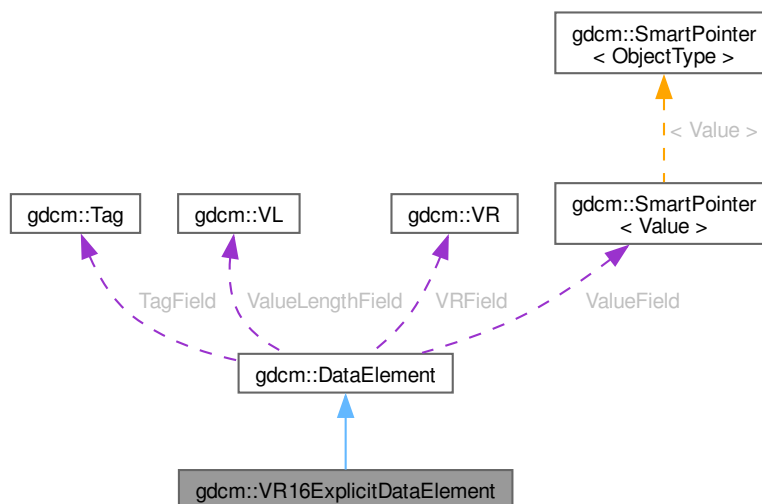 gdcm::SmartPointer
< ObjectType >
< Value >
gdcm::Tag
gdcm::VL
gdcm::VR
gdcm::SmartPointer
< Value >
TagField
ValueLengthField
VRField
ValueField
gdcm::DataElement
gdcm::VR16ExplicitDataElement